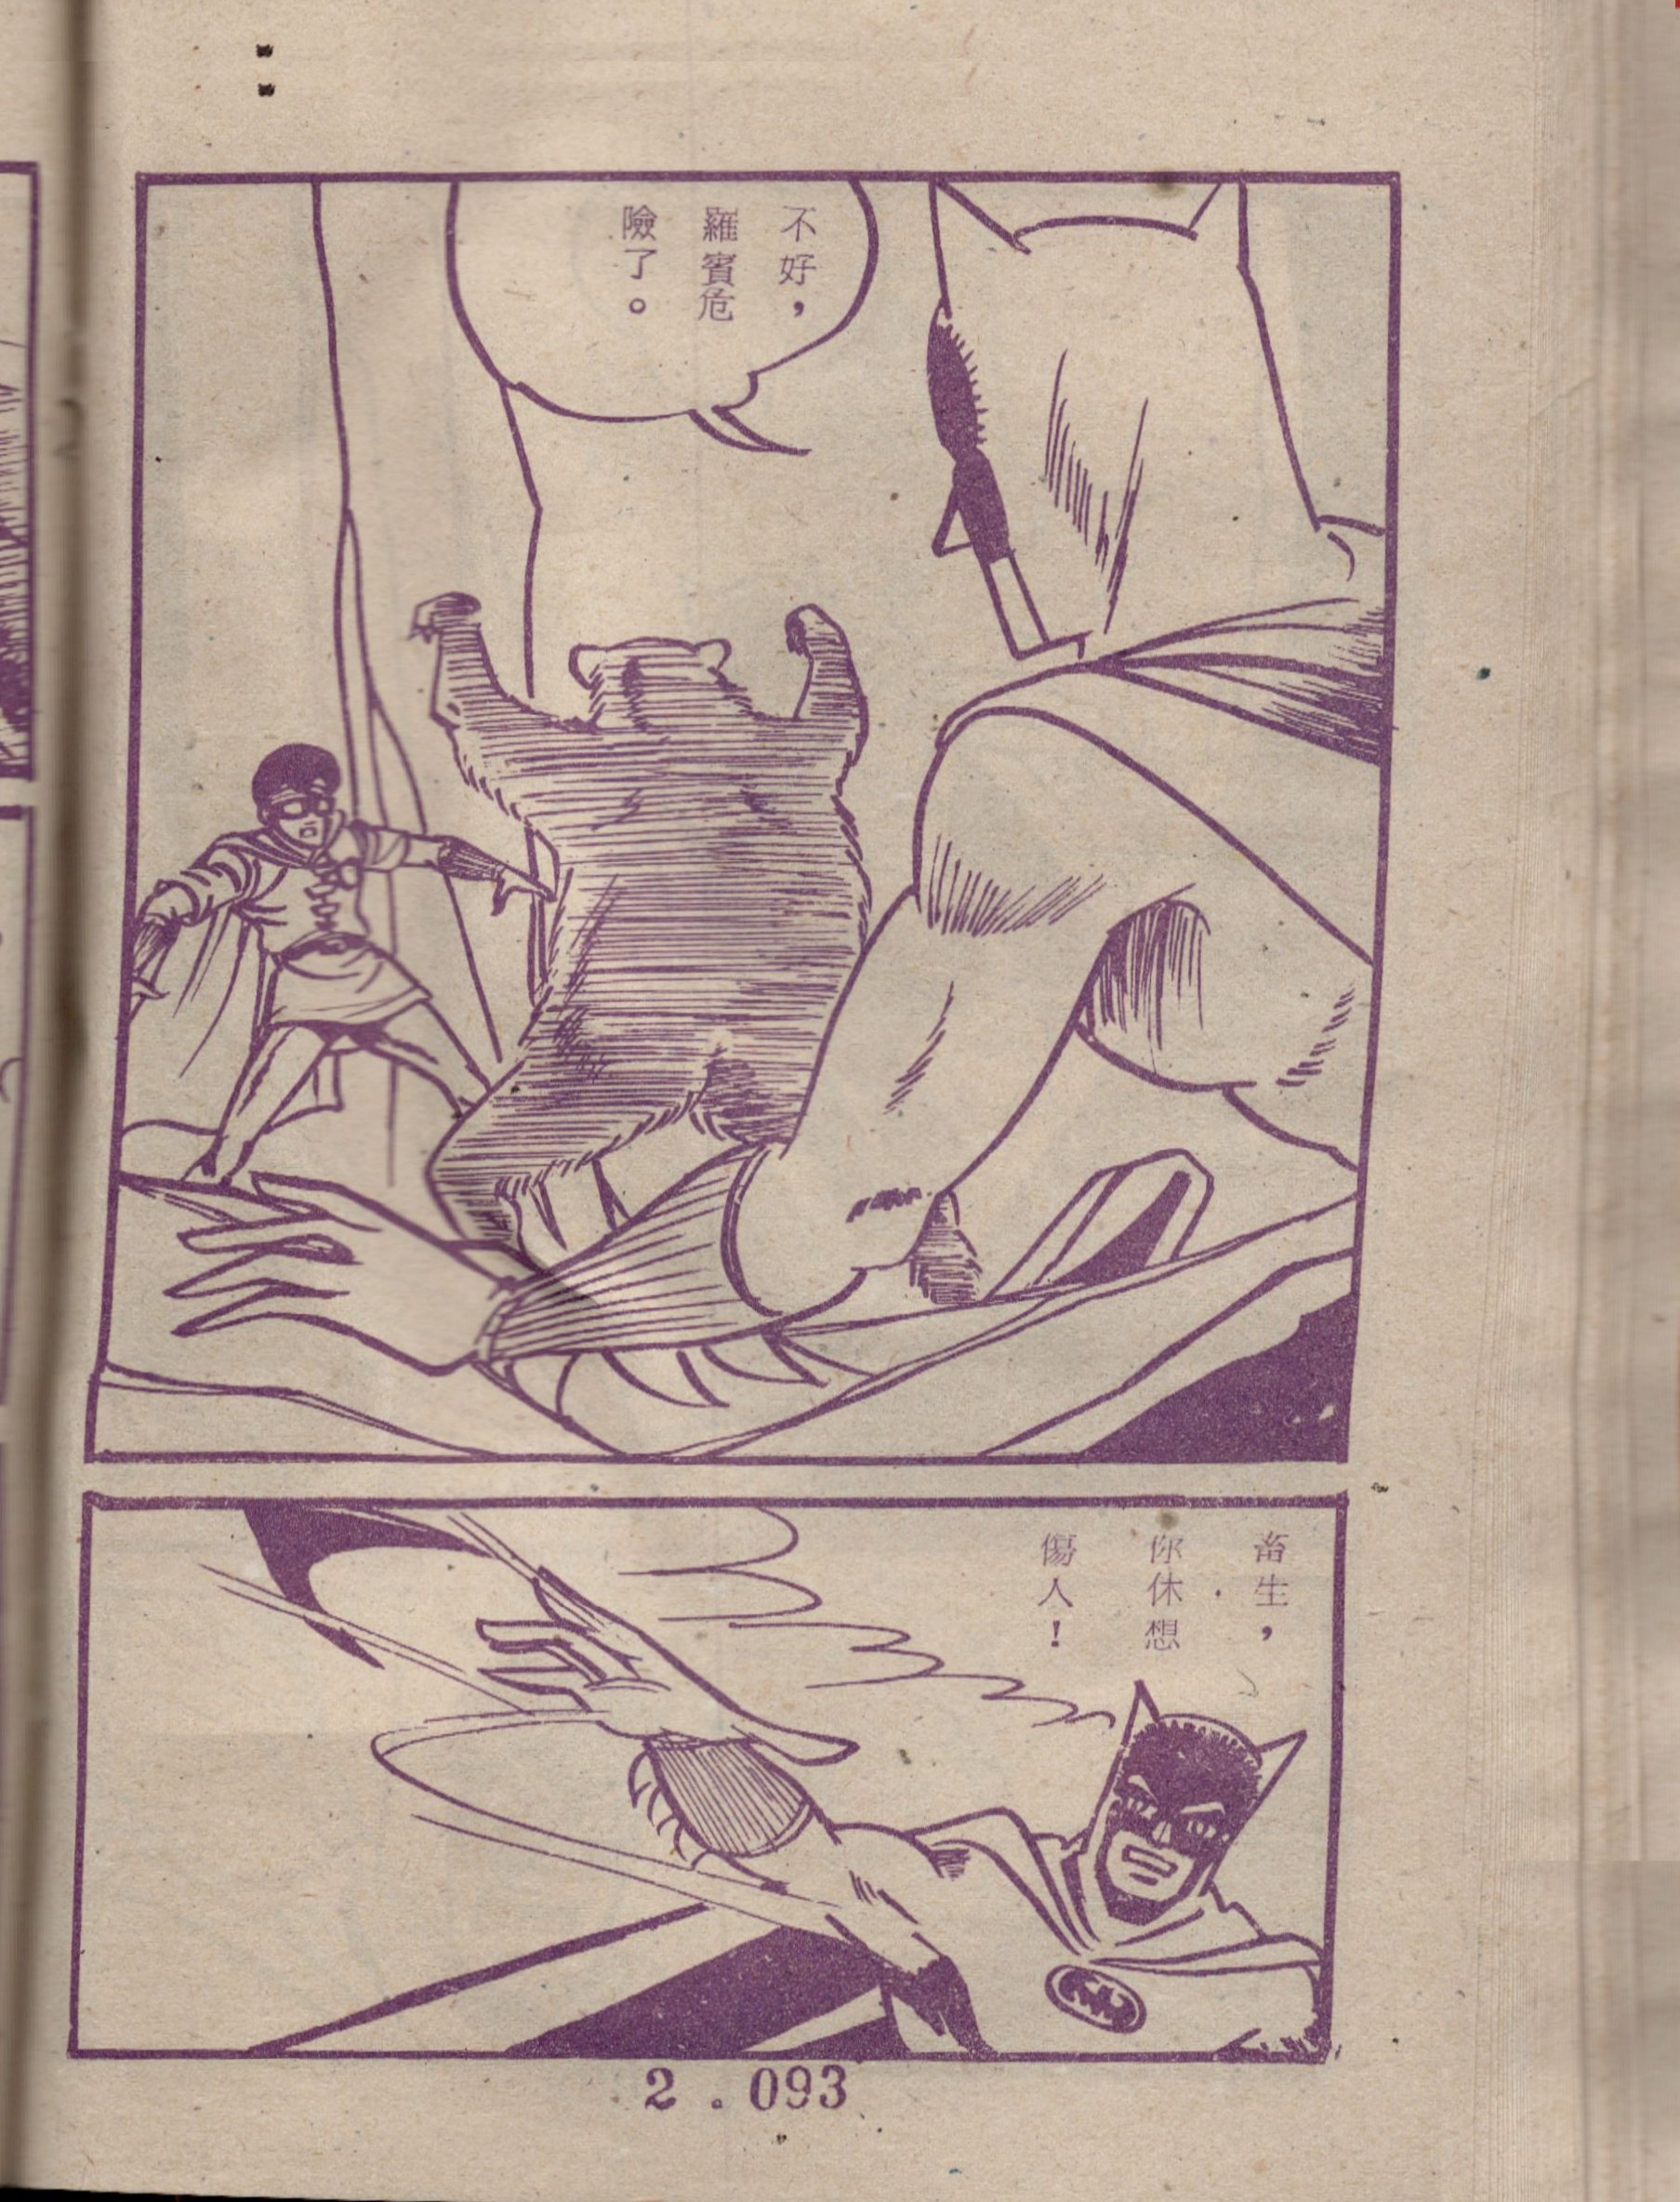 不好，
羅賓危
險了。
畜生，
你休想
傷人！
2.093